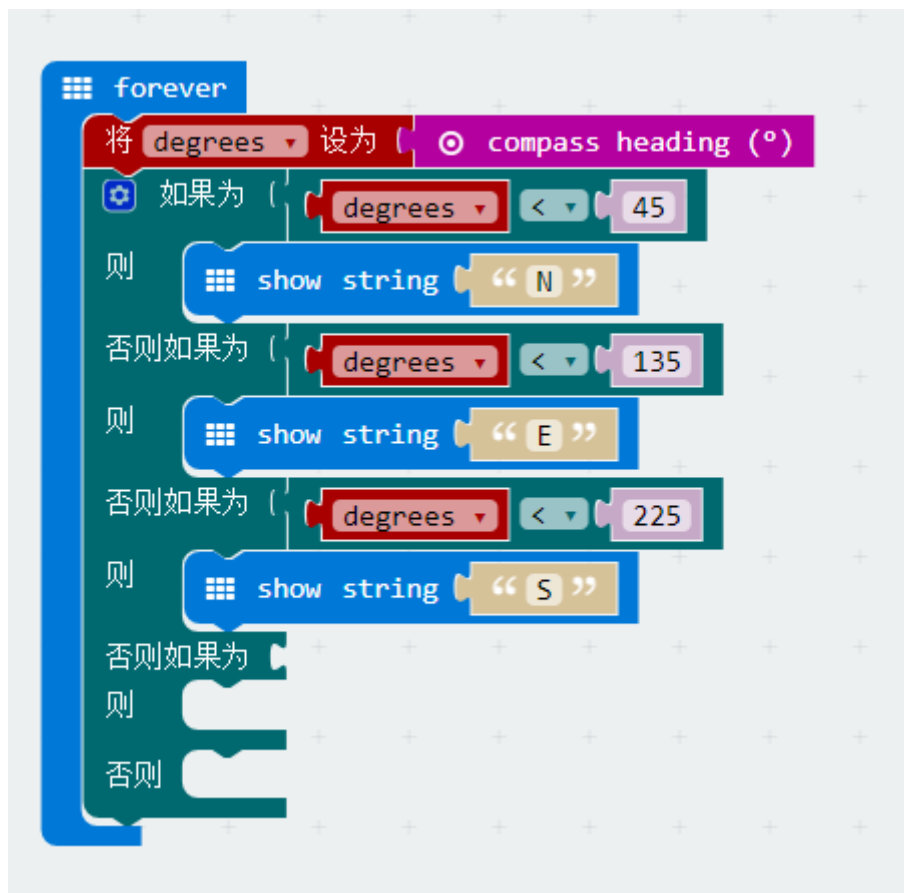 forever
将 degrees 设为 compass heading (°)
如果为 degrees < 45
则 show string “ N ”
否则如果为 degrees < 135
则 show string “ E ”
否则如果为 degrees < 225
则 show string “ S ”
否则如果为
则
否则